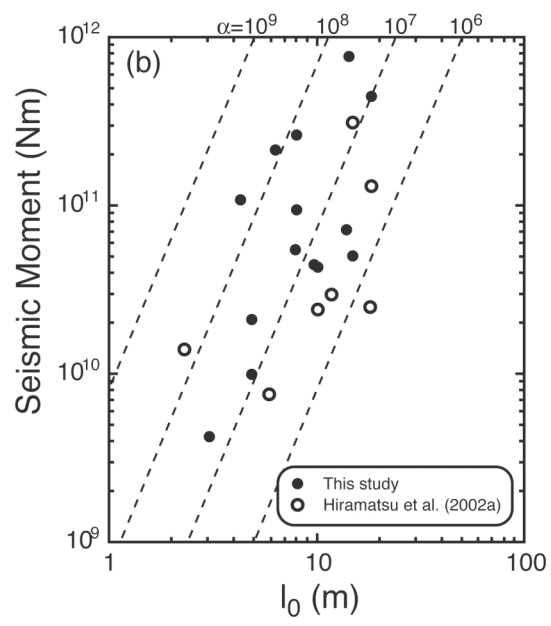 α=10⁹ 10⁸ 10⁷ 10⁶
(b)
10¹²
10¹¹
10¹⁰
10⁹
Seismic Moment (Nm)
This study
Hiramatsu et al. (2002a)
1 10 100
l₀ (m)